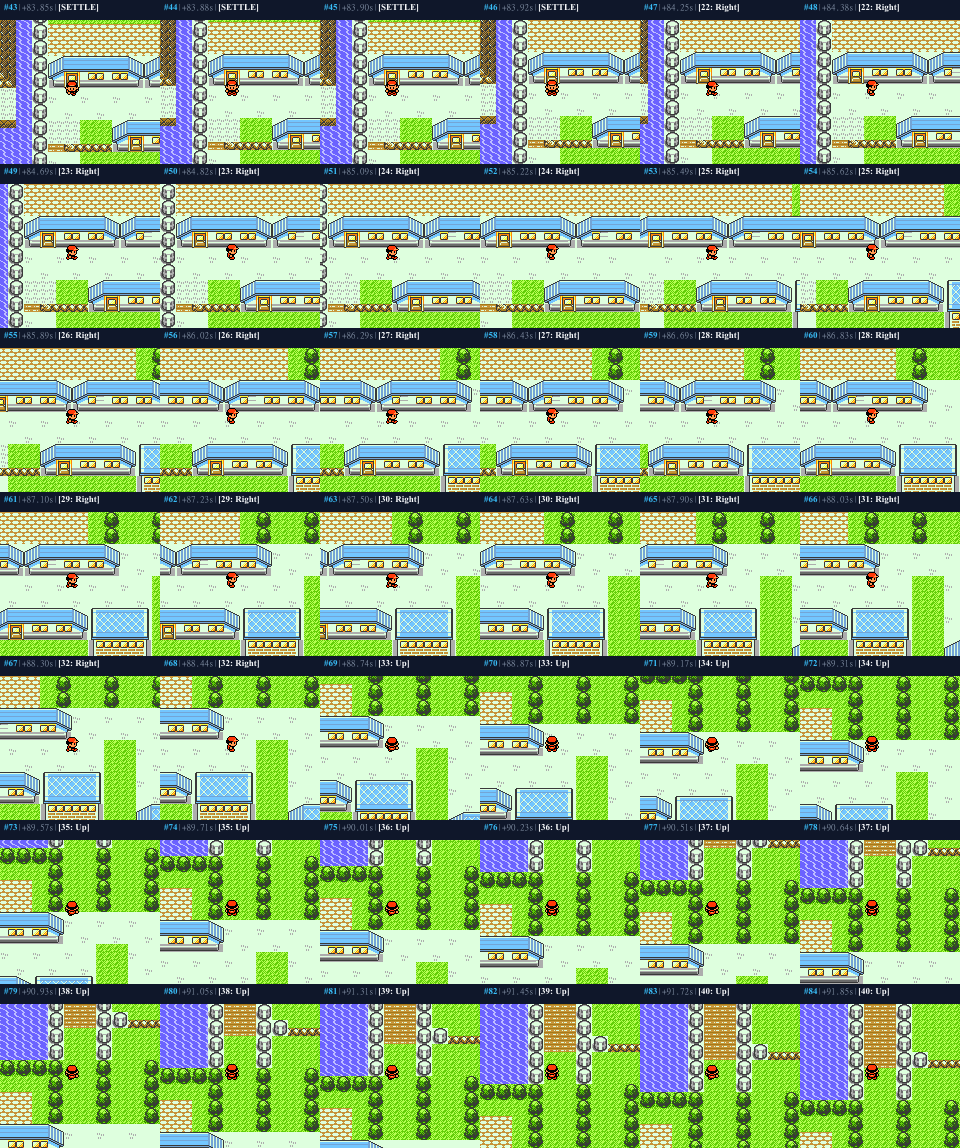 #43|+83.85s| [SETTLE]
#44|+83.88s| [SETTLE]
#45|+83.90s| [SETTLE]
#46|+83.92s| [SETTLE]
#47|+84.25s| [22: Right]
#48|+84.38s| [22: Right]
#49|+84.69s| [23: Right]
#50|+84.82s| [23: Right]
#51|+85.09s| [24: Right]
#52|+85.22s| [24: Right]
#53|+85.49s| [25: Right]
#54|+85.62s| [25: Right]
#55|+85.89s| [26: Right]
#56|+86.02s| [26: Right]
#57|+86.29s| [27: Right]
#58|+86.43s| [27: Right]
#59|+86.69s| [28: Right]
#60|+86.83s| [28: Right]
#61|+87.10s| [29: Right]
#62|+87.23s| [29: Right]
#63|+87.50s| [30: Right]
#64|+87.63s| [30: Right]
#65|+87.90s| [31: Right]
#66|+88.03s| [31: Right]
#67|+88.30s| [32: Right]
#68|+88.44s| [32: Right]
#69|+88.74s| [33: Up]
#70|+88.87s| [33: Up]
#71|+89.17s| [34: Up]
#72|+89.31s| [34: Up]
#73|+89.57s| [35: Up]
#74|+89.71s| [35: Up]
#75|+90.01s| [36: Up]
#76|+90.23s| [36: Up]
#77|+90.51s| [37: Up]
#78|+90.64s| [37: Up]
#79|+90.93s| [38: Up]
#80|+91.05s| [38: Up]
#81|+91.31s| [39: Up]
#82|+91.45s| [39: Up]
#83|+91.72s| [40: Up]
#84|+91.85s| [40: Up]